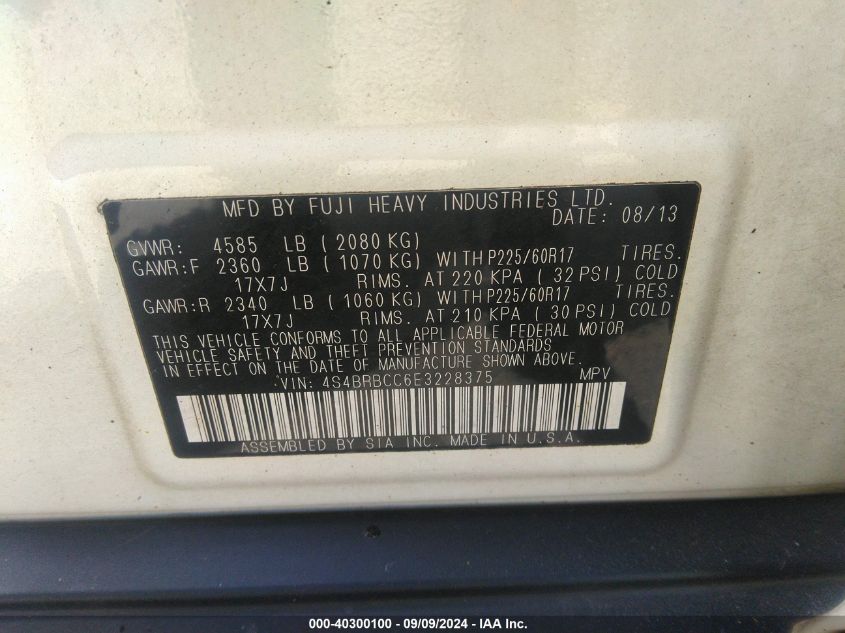 MFD BY FUJI HEAVY INDUSTRIES LTD.
DATE: 08/13
GVWR: 4585 LB ( 2080 KG)
GAWR:F 2360 LB ( 1070 KG) WITH P225/60R17 TIRES.
17X7J RIMS. AT 220 KPA ( 32 PSI) COLD
GAWR:R 2340 LB ( 1060 KG) WITH P225/60R17 TIRES.
17X7J RIMS. AT 210 KPA ( 30 PSI) COLD
THIS VEHICLE CONFORMS TO ALL APPLICABLE FEDERAL MOTOR
VEHICLE SAFETY AND THEFT PREVENTION STANDARDS
IN EFFECT ON THE DATE OF MANUFACTURE SHOWN ABOVE.
VIN: 4S4BRBCC6E3228375 MPV
ASSEMBLED BY SIA INC. MADE IN U.S.A.
000-40300100 - 09/09/2024 - IAA Inc.